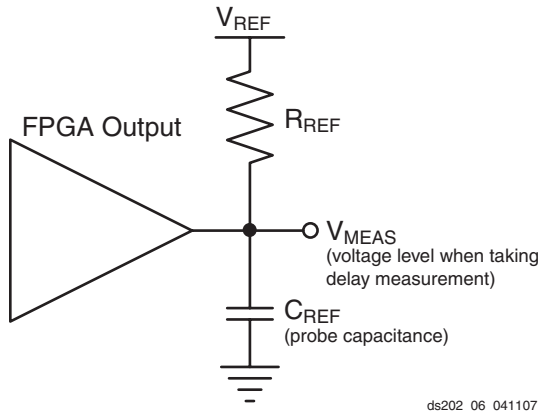 VREF
FPGA Output
RREF
VMEAS
(voltage level when taking
delay measurement)
CREF
(probe capacitance)
ds202_06_041107